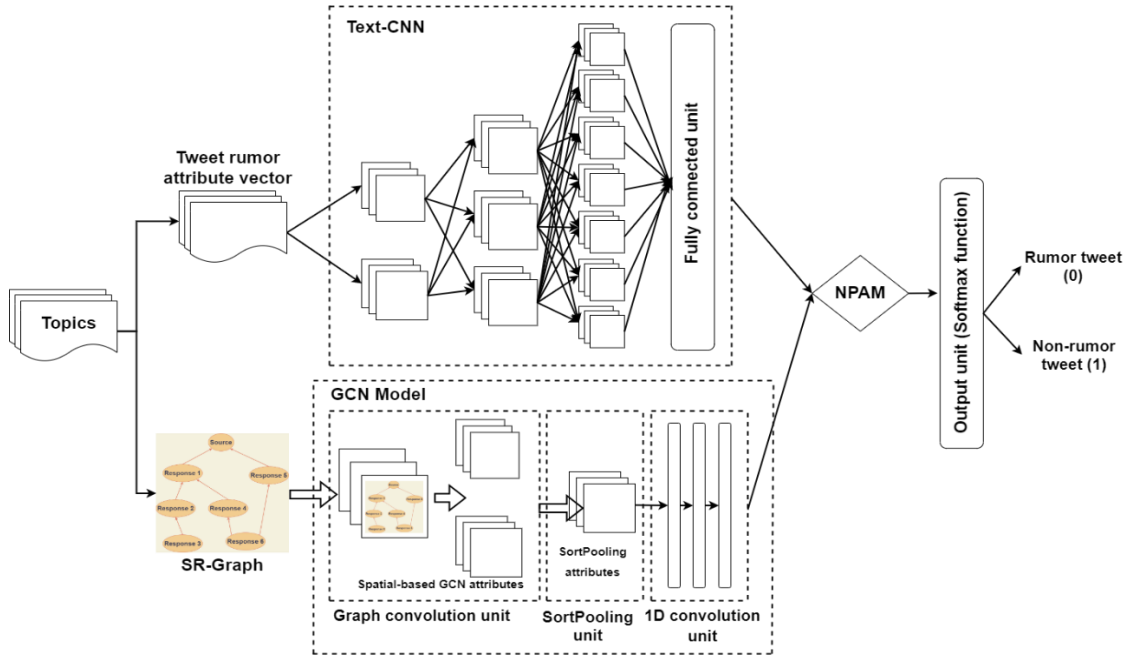 Text-CNN
Tweet rumor
attribute vector
Fully connected unit
Topics
NPAM
Output unit (Softmax function)
Rumor tweet
(0)
Non-rumor
tweet (1)
GCN Model
Source
Response 1
Response 5
Response 2
Response 4
Response 3
Response 6
SR-Graph
Spatial-based GCN attributes
Graph convolution unit
SortPooling
attributes
SortPooling
unit
1D convolution
unit